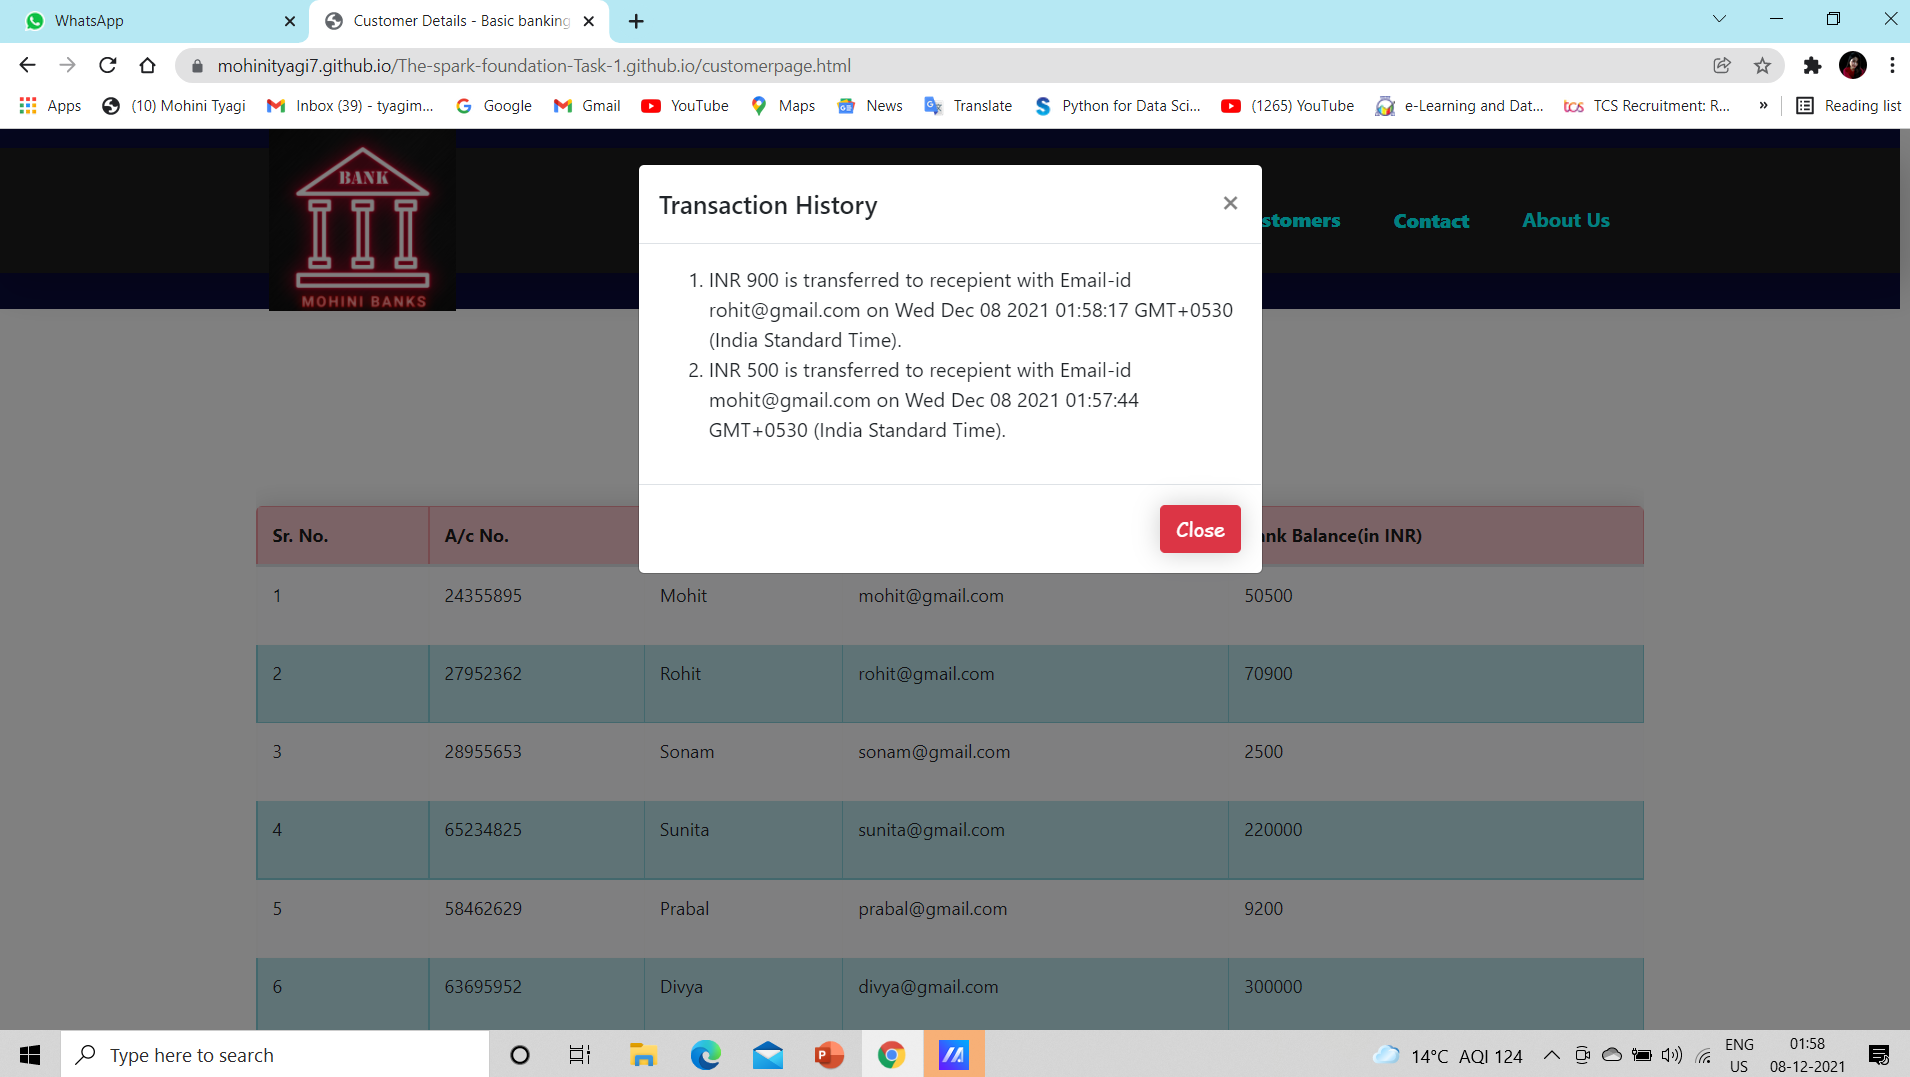 WhatsApp
Customer Details - Basic banking
mohinityagi7.github.io/The-spark-foundation-Task-1.github.io/customerpage.html
Apps (10) Mohini Tyagi Inbox (39) - tyagim... Google Gmail YouTube Maps News Translate Python for Data Sci... (1265) YouTube e-Learning and Dat... tcs TCS Recruitment: R... » Reading list
BANK
MOHINI BANKS
stomers Contact About Us
Transaction History ×
1. INR 900 is transferred to recepient with Email-id
rohit@gmail.com on Wed Dec 08 2021 01:58:17 GMT+0530
(India Standard Time).
2. INR 500 is transferred to recepient with Email-id
mohit@gmail.com on Wed Dec 08 2021 01:57:44
GMT+0530 (India Standard Time).
Close
Sr. No. A/c No. ank Balance(in INR)
1 24355895 Mohit mohit@gmail.com 50500
2 27952362 Rohit rohit@gmail.com 70900
3 28955653 Sonam sonam@gmail.com 2500
4 65234825 Sunita sunita@gmail.com 220000
5 58462629 Prabal prabal@gmail.com 9200
6 63695952 Divya divya@gmail.com 300000
Type here to search
14°C AQI 124
ENG
US
01:58
08-12-2021